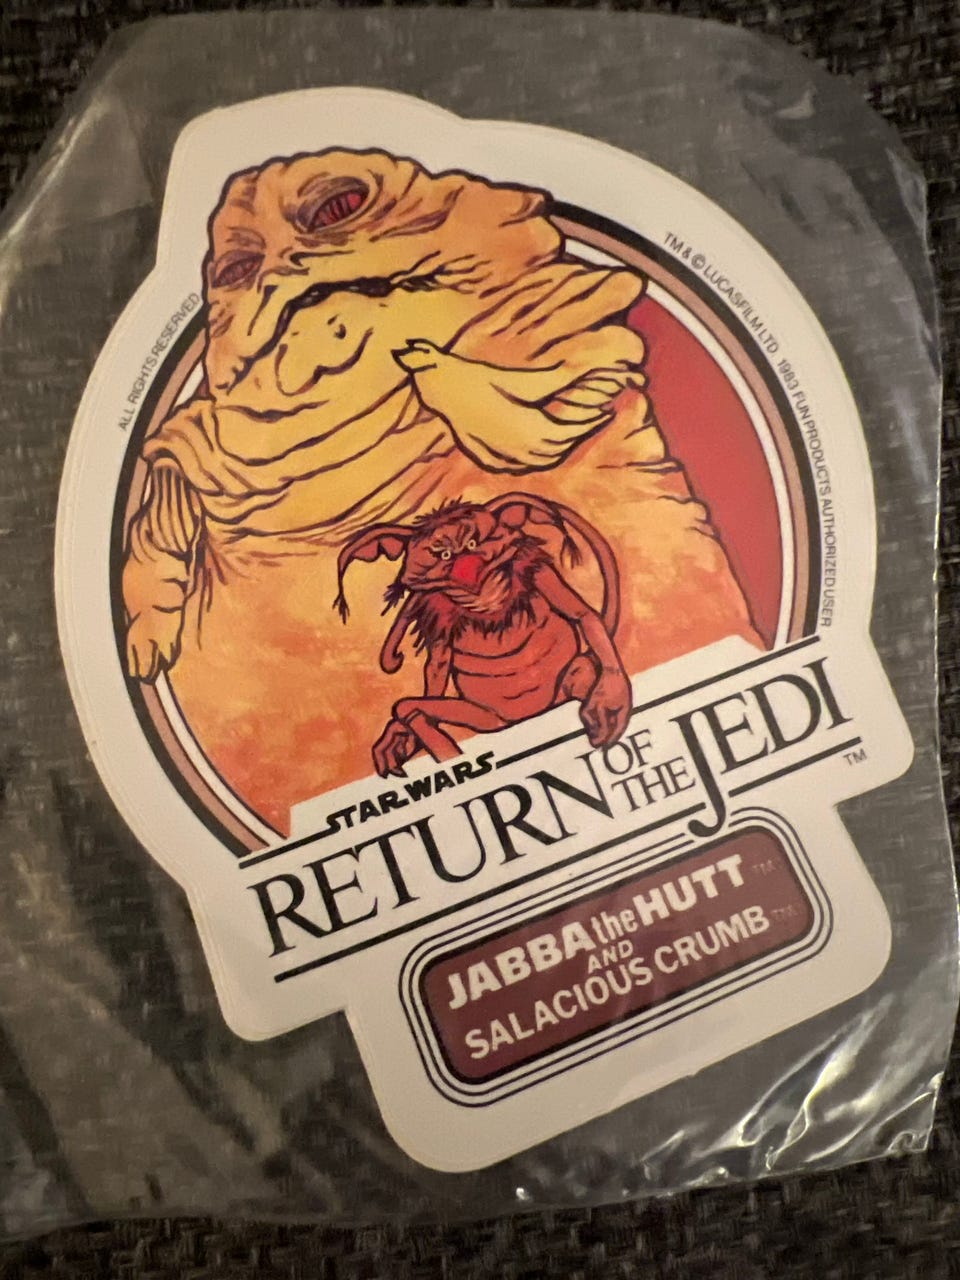 ALL RIGHTS RESERVED
TM & © LUCASFILM LTD. 1983 FUN PRODUCTS AUTHORIZED USER
STAR WARS
RETURN OF THE JEDI TM
JABBA the HUTT TM
AND
SALACIOUS CRUMB TM